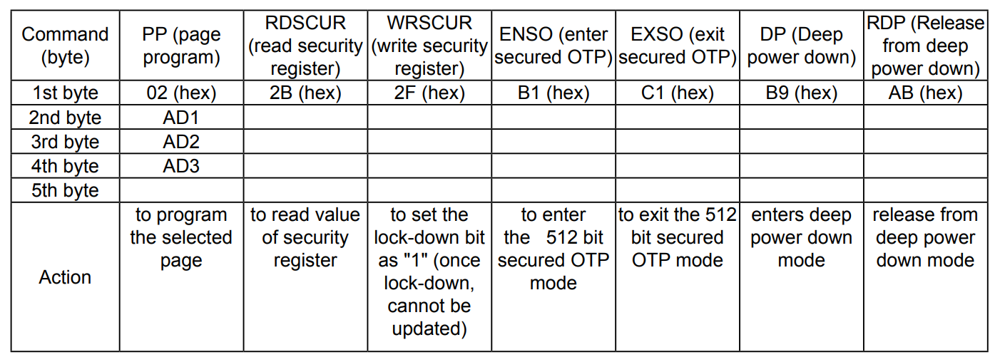 Command (byte) PP (page program) RDSCUR (read security register) WRSCUR (write security register) ENSO (enter secured OTP) EXSO (exit secured OTP) DP (Deep power down) RDP (Release from deep power down)
1st byte 02 (hex) 2B (hex) 2F (hex) B1 (hex) C1 (hex) B9 (hex) AB (hex)
2nd byte AD1
3rd byte AD2
4th byte AD3
5th byte
Action to program the selected page to read value of security register to set the lock-down bit as "1" (once lock-down, cannot be updated) to enter the 512 bit secured OTP mode to exit the 512 bit secured OTP mode enters deep power down mode release from deep power down mode